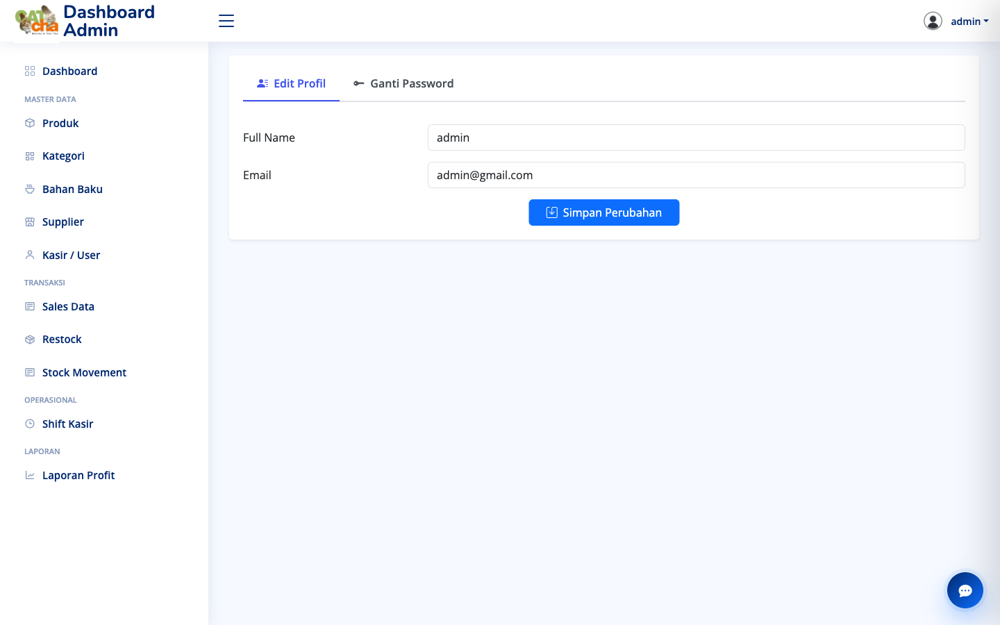 CATcha
Dashboard
Admin
admin
Dashboard
MASTER DATA
Produk
Kategori
Bahan Baku
Supplier
Kasir / User
TRANSAKSI
Sales Data
Restock
Stock Movement
OPERASIONAL
Shift Kasir
LAPORAN
Laporan Profit
Edit Profil
Ganti Password
Full Name
admin
Email
admin@gmail.com
Simpan Perubahan